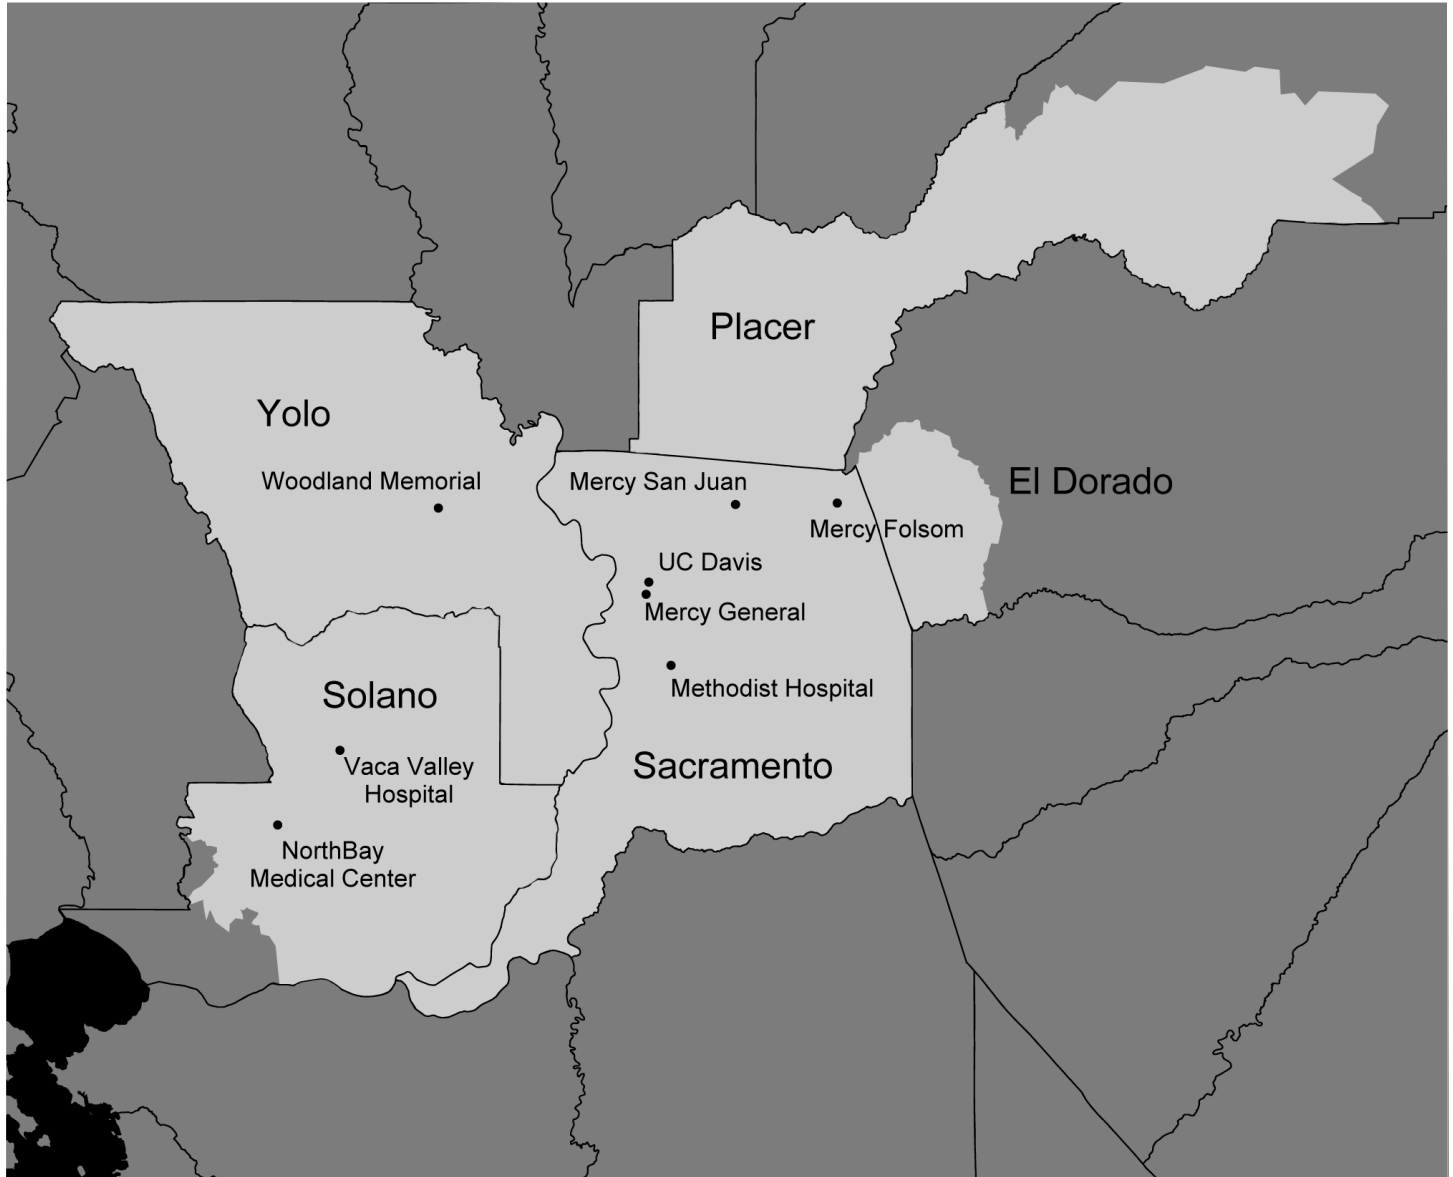 Placer
Yolo
Woodland Memorial
Mercy San Juan
El Dorado
Mercy Folsom
UC Davis
Mercy General
Methodist Hospital
Solano
Vaca Valley
Hospital
Sacramento
NorthBay
Medical Center